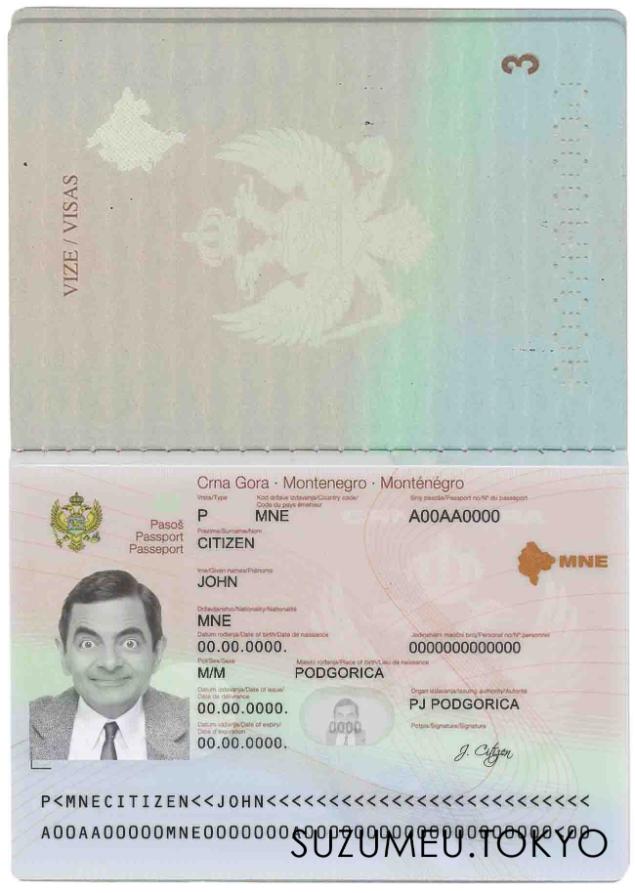 3
VIZE / VISAS
Crna Gora · Montenegro · Monténégro
Vrsta/Type
Kod države izdavanja/Country code/
Code du pays émetteur
Broj pasoša/Passport no/N° du passeport
Pasoš
Passport
Passeport
P
MNE
A00AA0000
Prezime/Surname/Nom
CITIZEN
MNE
Ime/Given names/Prénoms
JOHN
Državljanstvo/Nationality/Nationalité
MNE
Datum rođenja/Date of birth/Date de naissance
Jedinstveni matični broj/Personal no/N° personnel
00.00.0000.
0000000000000
Pol/Sex/Sexe
Mjesto rođenja/Place of birth/Lieu de naissance
M/M
PODGORICA
Datum izdavanja/Date of issue/
Date de délivrance
Organ izdavanja/Issuing authority/Autorité
00.00.0000.
PJ PODGORICA
0000
Datum važenja/Date of expiry/
Date d'expiration
Potpis/Signature/Signature
00.00.0000.
J. Citizen
P<MNECITIZEN<<JOHN<<<<<<<<<<<<<<<<<<<<<<<<<<
A00AA00000MNE0000000A00000000000000000000<00
SUZUMEU.TOKYO